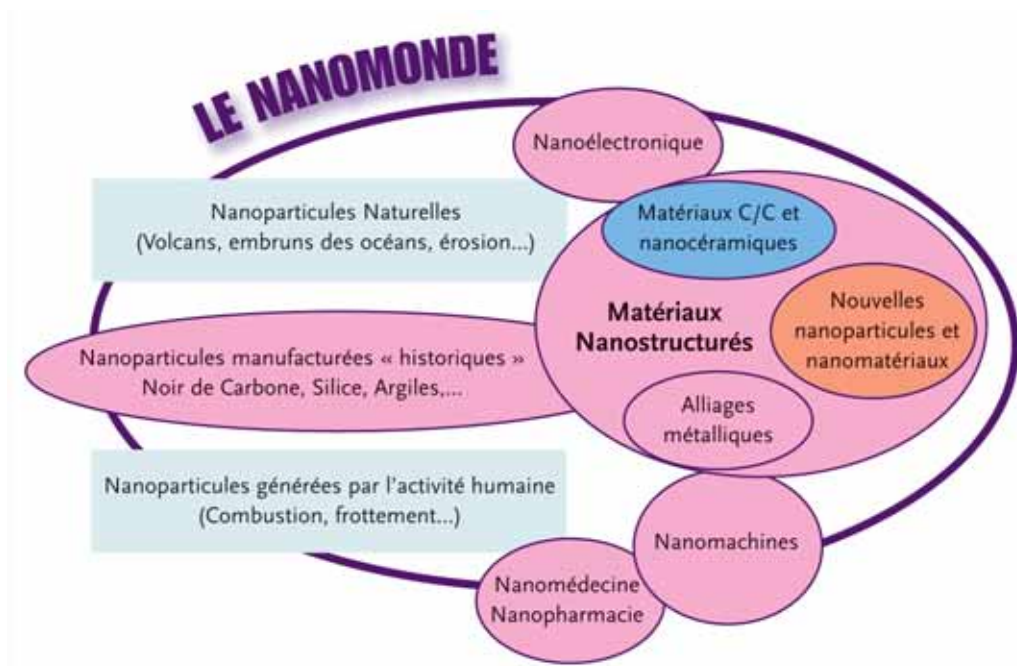 LE NANOMONDE
Nanoélectronique
Nanoparticules Naturelles
(Volcans, embruns des océans, érosion...)
Matériaux C/C et
nanocéramiques
Matériaux
Nanostructurés
Nouvelles
nanoparticules et
nanomatériaux
Nanoparticules manufacturées « historiques »
Noir de Carbone, Silice, Argiles,...
Alliages
métalliques
Nanoparticules générées par l'activité humaine
(Combustion, frottement...)
Nanomachines
Nanomédecine
Nanopharmacie